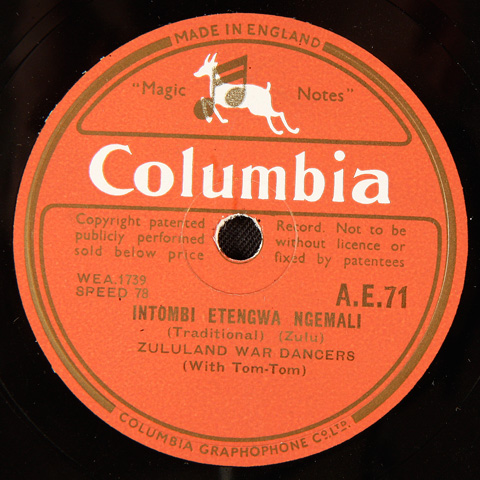 MADE IN ENGLAND
"Magic Notes"
Columbia
Copyright patented Record. Not to be
publicly performed without licence or
sold below price fixed by patentees
WEA.1739
SPEED 78
A.E.71
INTOMBI ETENGWA NGEMALI
(Traditional) (Zulu)
ZULULAND WAR DANCERS
(With Tom-Tom)
COLUMBIA GRAPHOPHONE CO. LTD.